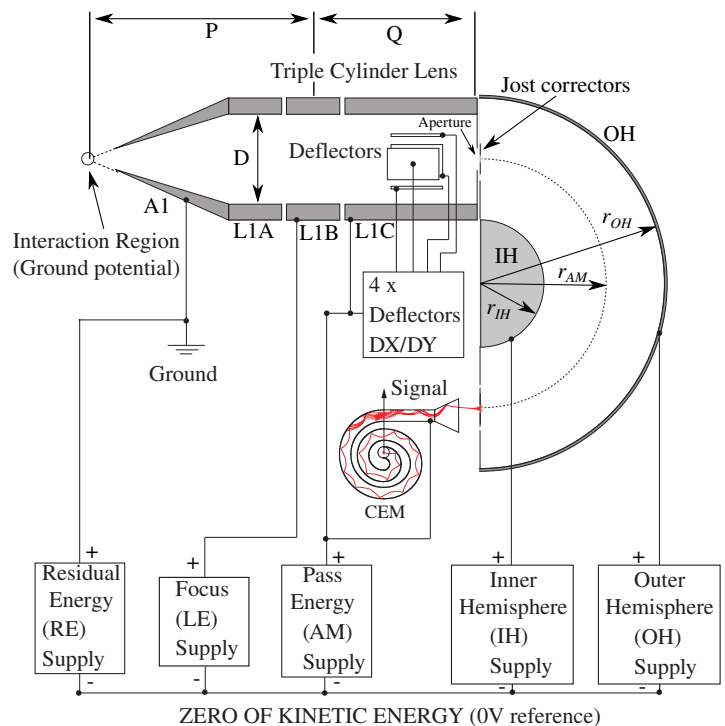 P
Q
Triple Cylinder Lens
Jost correctors
Aperture
OH
D
Deflectors
A1
L1A
L1B
L1C
Interaction Region
(Ground potential)
IH
r_OH
r_AM
r_IH
4 x
Deflectors
DX/DY
Ground
Signal
CEM
+
Residual
Energy
(RE)
Supply
-
+
Focus
(LE)
Supply
-
+
Pass
Energy
(AM)
Supply
-
+
Inner
Hemisphere
(IH)
Supply
-
+
Outer
Hemisphere
(OH)
Supply
-
ZERO OF KINETIC ENERGY (0V reference)